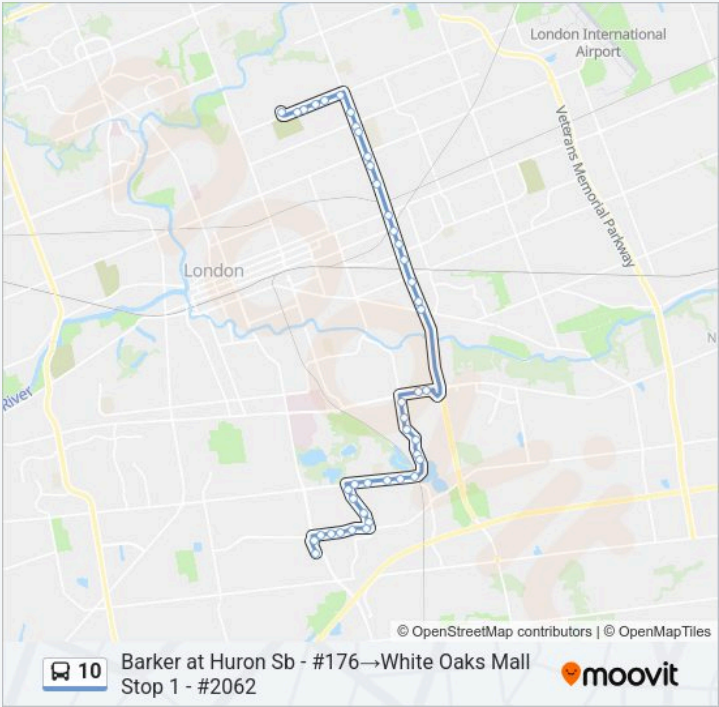 London International
Airport
Veterans Memorial Parkway
London
River
N
© OpenStreetMap contributors | © OpenMapTiles
10
Barker at Huron Sb - #176→White Oaks Mall
Stop 1 - #2062
moovit